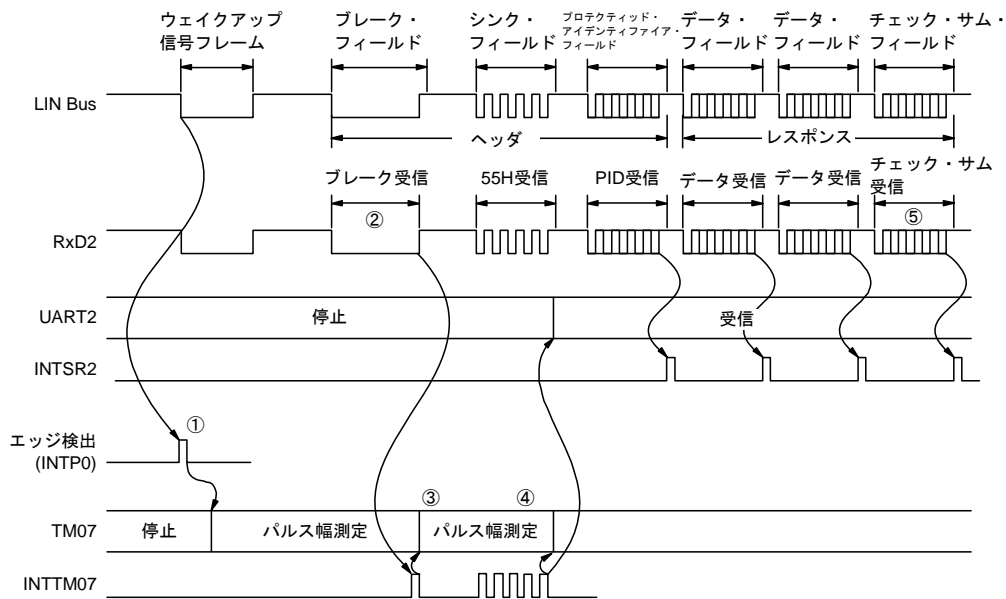 ウェイクアップ
信号フレーム
ブレーク・
フィールド
シンク・
フィールド
プロテクティッド・
アイデンティファイア・
フィールド
データ・
フィールド
データ・
フィールド
チェック・サム・
フィールド
LIN Bus
ヘッダ
レスポンス
ブレーク受信
55H受信
PID受信
データ受信
データ受信
チェック・サム
受信
②
⑤
RxD2
UART2
停止
受信
INTSR2
①
エッジ検出
(INTP0)
③
④
TM07
停止
パルス幅測定
パルス幅測定
INTTM07